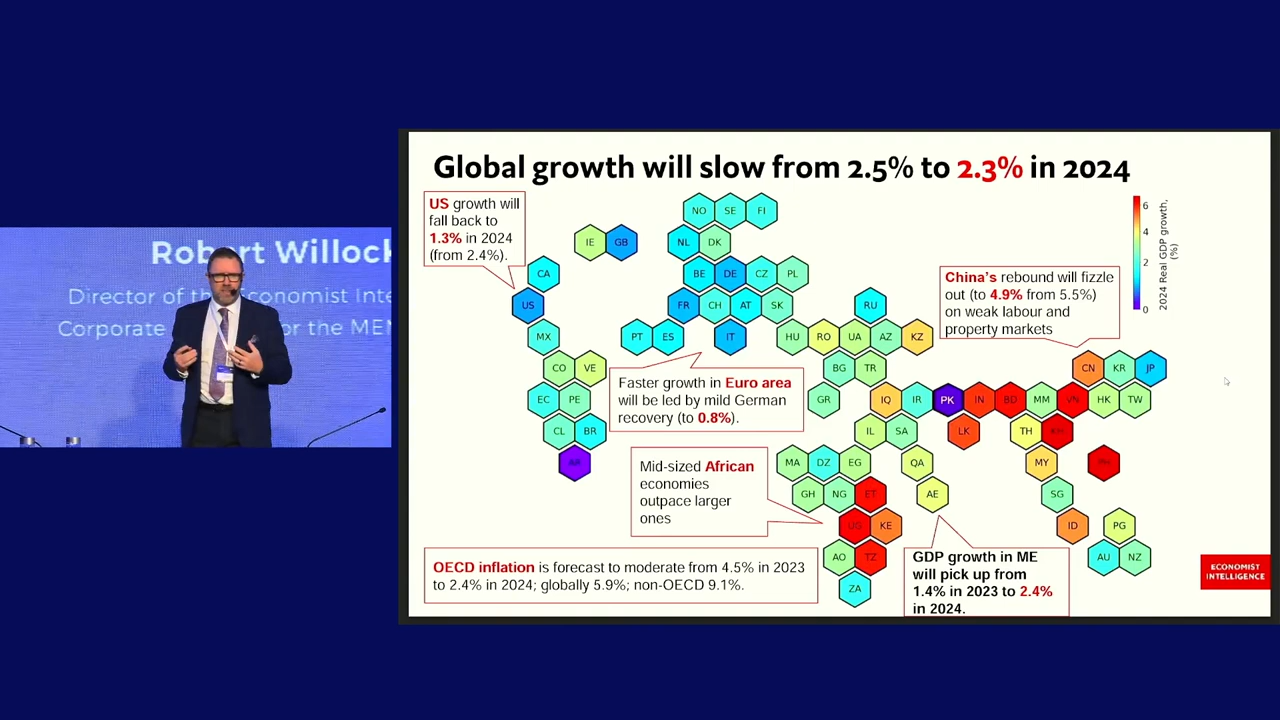 Robert Willock
Director of the Economist Inte
Corporate for the MEN
Global growth will slow from 2.5% to 2.3% in 2024
US growth will
fall back to
1.3% in 2024
(from 2.4%).
NO SE FI
IE GB NL DK
CA BE DE CZ PL
US FR CH AT SK RU
MX PT ES IT HU RO UA AZ KZ
CO VE BG TR CN KR JP
EC PE GR IQ IR PK IN BD MM VN HK TW
CL BR IL SA LK TH KH
AR MA DZ EG QA MY PH
GH NG ET AE SG
UG KE ID PG
AO TZ AU NZ
ZA
6
4
2
0
2024 Real GDP growth,
(%)
China's rebound will fizzle
out (to 4.9% from 5.5%)
on weak labour and
property markets
Faster growth in Euro area
will be led by mild German
recovery (to 0.8%).
Mid-sized African
economies
outpace larger
ones
OECD inflation is forecast to moderate from 4.5% in 2023
to 2.4% in 2024; globally 5.9%; non-OECD 9.1%.
GDP growth in ME
will pick up from
1.4% in 2023 to 2.4%
in 2024.
ECONOMIST
INTELLIGENCE